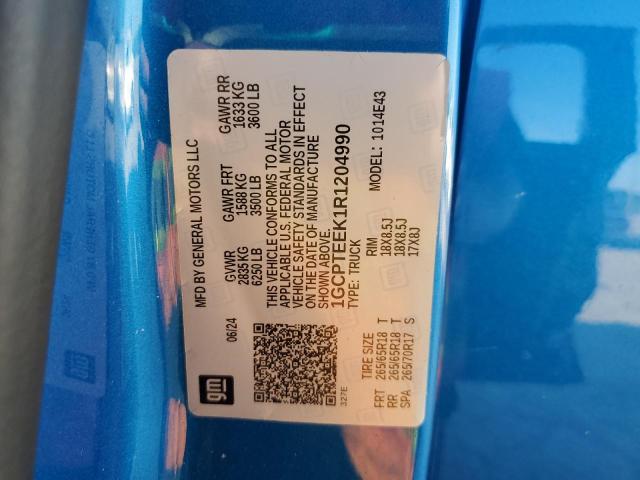 MFD BY GENERAL MOTORS LLC
06/24
GVWR
2835 KG
6250 LB
GAWR FRT
1588 KG
3500 LB
GAWR RR
1633 KG
3600 LB
THIS VEHICLE CONFORMS TO ALL
APPLICABLE U.S. FEDERAL MOTOR
VEHICLE SAFETY STANDARDS IN EFFECT
ON THE DATE OF MANUFACTURE
SHOWN ABOVE.
1GCPTEEK1R1204990
TYPE: TRUCK
MODEL: 1014E43
gm
327E
TIRE SIZE RIM
FRT 265/65R18 T 18X8.5J
RR 265/65R18 T 18X8.5J
SPA 265/70R17 S 17X8J